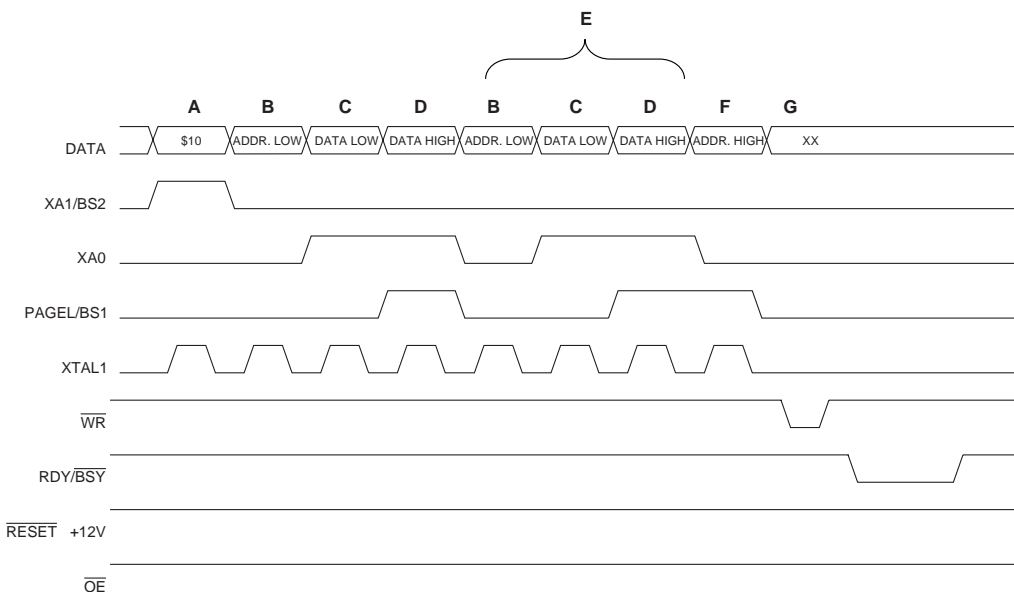 E
A B C D B C D F G
DATA $10 ADDR. LOW DATA LOW DATA HIGH ADDR. LOW DATA LOW DATA HIGH ADDR. HIGH XX
XA1/BS2
XA0
PAGEL/BS1
XTAL1
WR
RDY/BSY
RESET +12V
OE